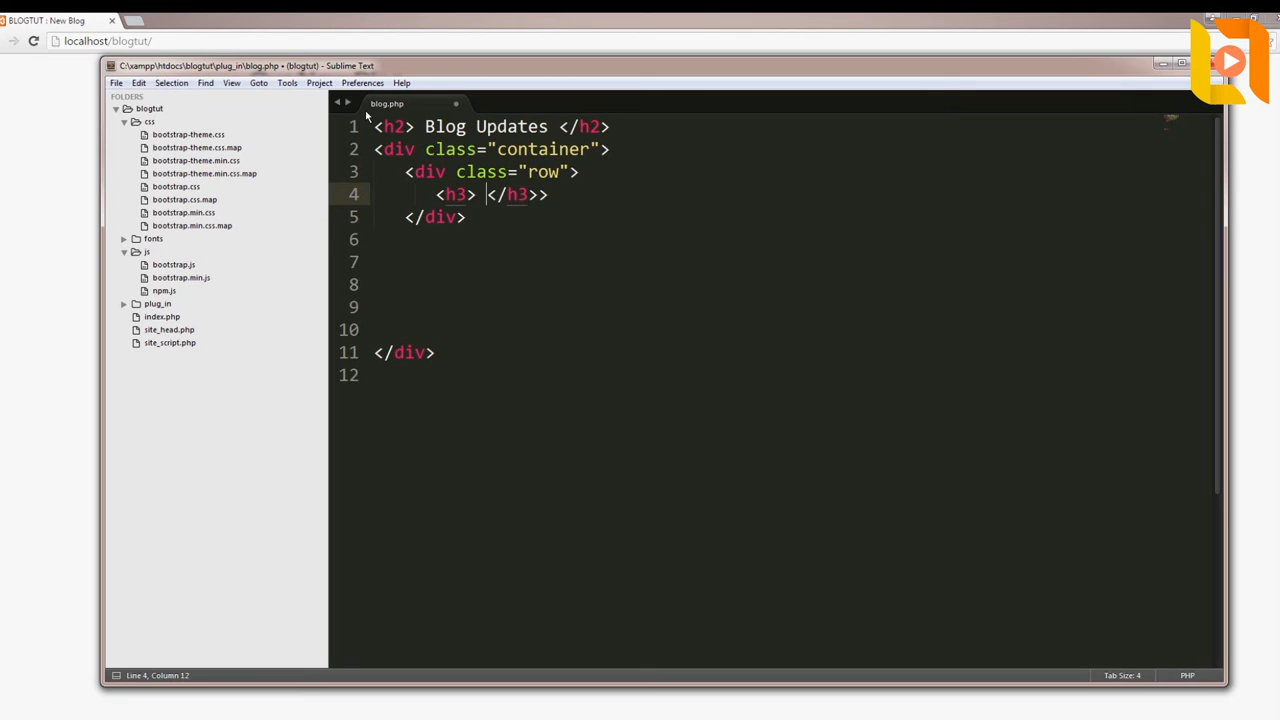 BLOGTUT : New Blog
localhost/blogtut/
C:\xampp\htdocs\blogtut\plug_in\blog.php • (blogtut) - Sublime Text
File Edit Selection Find View Goto Tools Project Preferences Help
FOLDERS
blogtut
css
bootstrap-theme.css
bootstrap-theme.css.map
bootstrap-theme.min.css
bootstrap-theme.min.css.map
bootstrap.css
bootstrap.css.map
bootstrap.min.css
bootstrap.min.css.map
fonts
js
bootstrap.js
bootstrap.min.js
npm.js
plug_in
index.php
site_head.php
site_script.php
blog.php
1 <h2> Blog Updates </h2>
2 <div class="container">
3 <div class="row">
4 <h3> </h3>>
5 </div>
6
7
8
9
10
11 </div>
12
Line 4, Column 12
Tab Size: 4
PHP